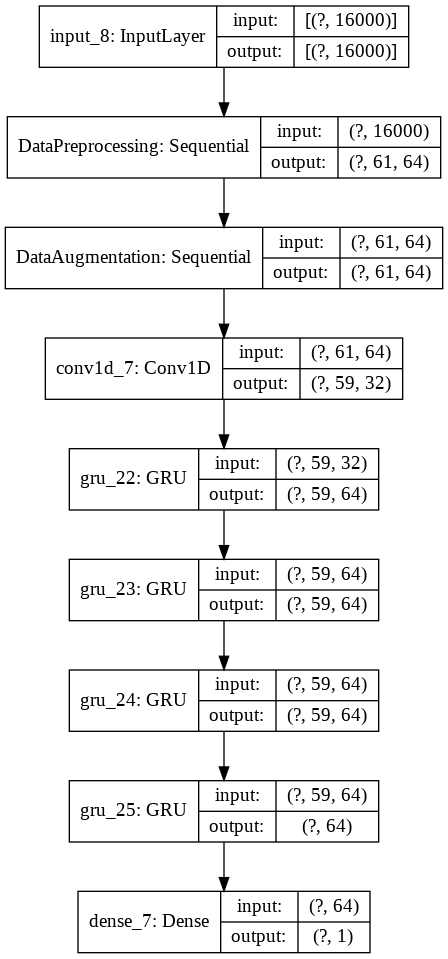 input_8: InputLayer
input: [(?, 16000)]
output: [(?, 16000)]
DataPreprocessing: Sequential
input: (?, 16000)
output: (?, 61, 64)
DataAugmentation: Sequential
input: (?, 61, 64)
output: (?, 61, 64)
conv1d_7: Conv1D
input: (?, 61, 64)
output: (?, 59, 32)
gru_22: GRU
input: (?, 59, 32)
output: (?, 59, 64)
gru_23: GRU
input: (?, 59, 64)
output: (?, 59, 64)
gru_24: GRU
input: (?, 59, 64)
output: (?, 59, 64)
gru_25: GRU
input: (?, 59, 64)
output: (?, 64)
dense_7: Dense
input: (?, 64)
output: (?, 1)